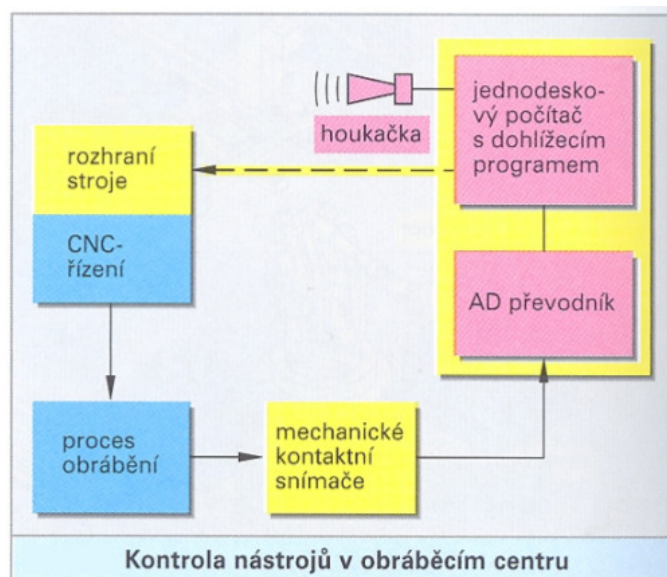 jednodesko-
vý počítač
s dohlížecím
programem
houkačka
rozhraní
stroje
CNC-
řízení
AD převodník
proces
obrábění
mechanické
kontaktní
snímače
Kontrola nástrojů v obráběcím centru